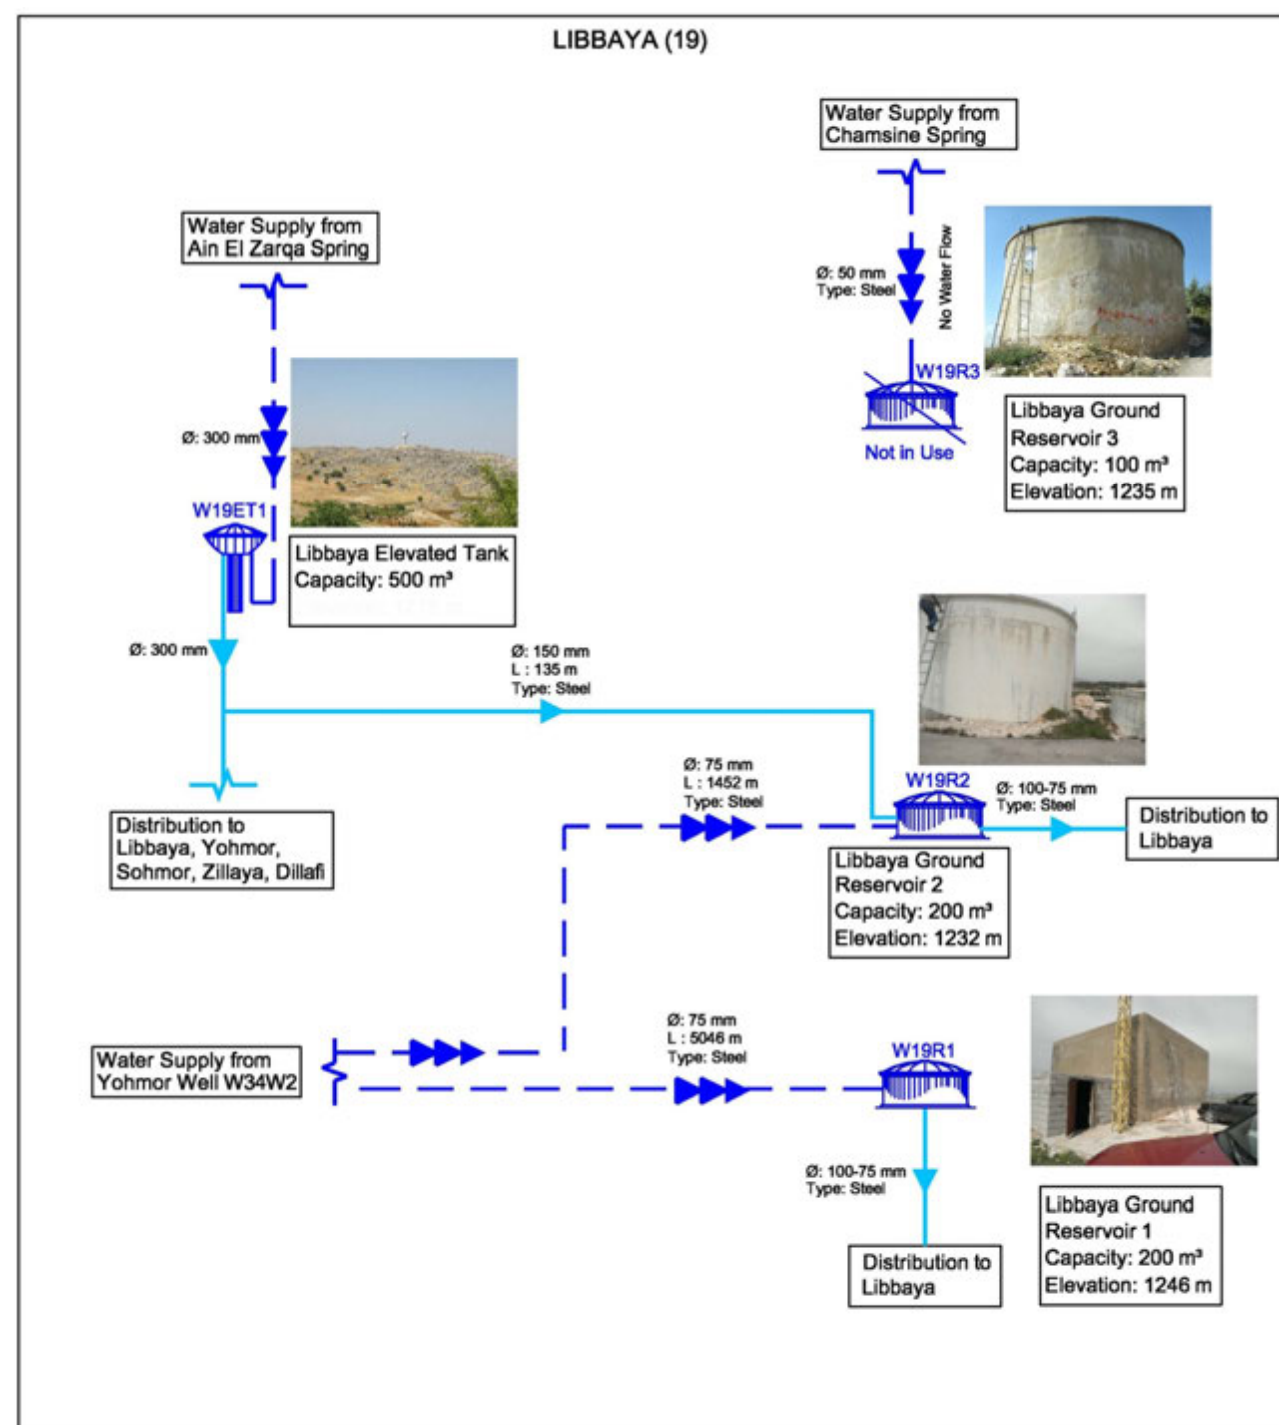 LIBBAYA (19)
Water Supply from
Chamsine Spring
Ø: 50 mm
Type: Steel
No Water Flow
W19R3
Not in Use
Libbaya Ground
Reservoir 3
Capacity: 100 m³
Elevation: 1235 m
Water Supply from
Ain El Zarqa Spring
Ø: 300 mm
W19ET1
Libbaya Elevated Tank
Capacity: 500 m³
Ø: 300 mm
Ø: 150 mm
L : 135 m
Type: Steel
Distribution to
Libbaya, Yohmor,
Sohmor, Zillaya, Dillafi
Ø: 75 mm
L : 1452 m
Type: Steel
W19R2
Ø: 100-75 mm
Type: Steel
Distribution to
Libbaya
Libbaya Ground
Reservoir 2
Capacity: 200 m³
Elevation: 1232 m
Water Supply from
Yohmor Well W34W2
Ø: 75 mm
L : 5046 m
Type: Steel
W19R1
Ø: 100-75 mm
Type: Steel
Distribution to
Libbaya
Libbaya Ground
Reservoir 1
Capacity: 200 m³
Elevation: 1246 m